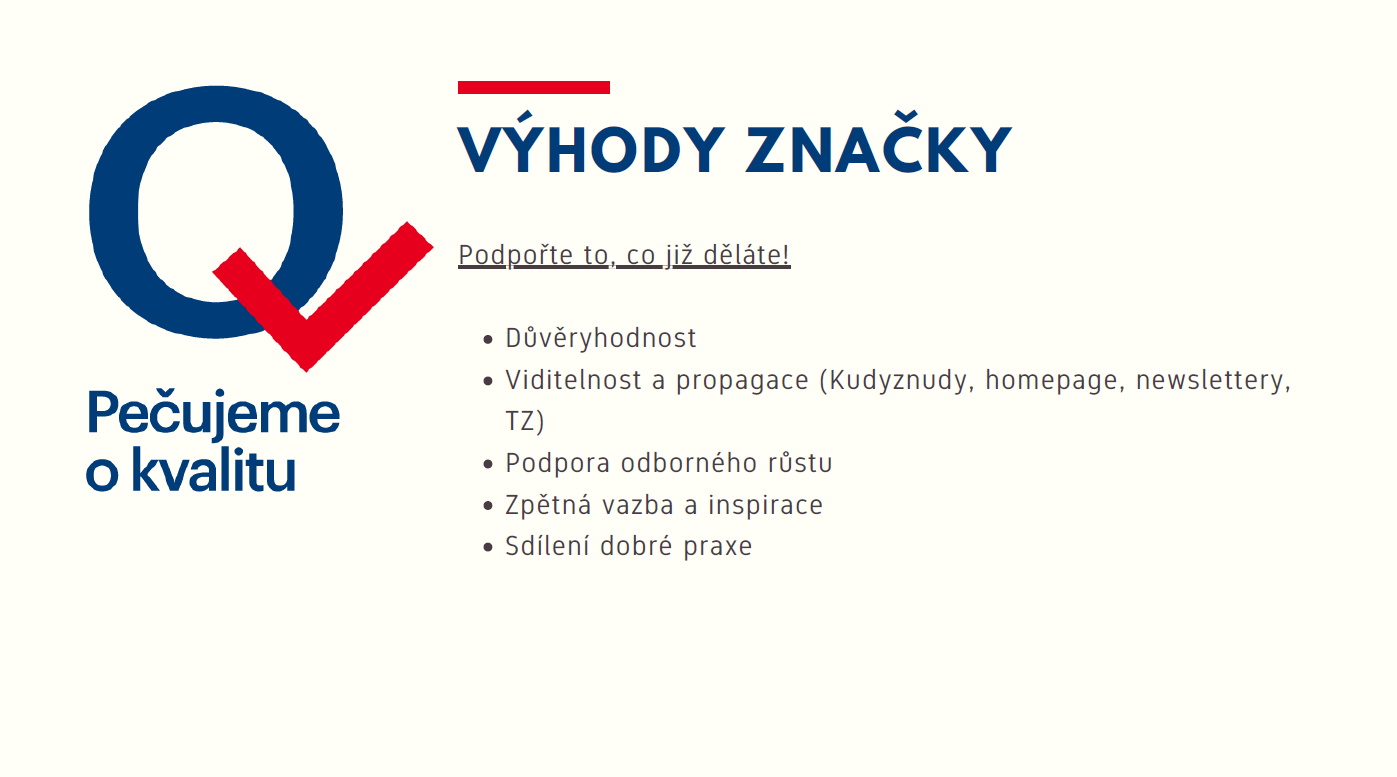 Q
Pečujeme
o kvalitu
VÝHODY ZNAČKY
Podpořte to, co již děláte!
• Důvěryhodnost
• Viditelnost a propagace (Kudyznudy, homepage, newslettery,
TZ)
• Podpora odborného růstu
• Zpětná vazba a inspirace
• Sdílení dobré praxe